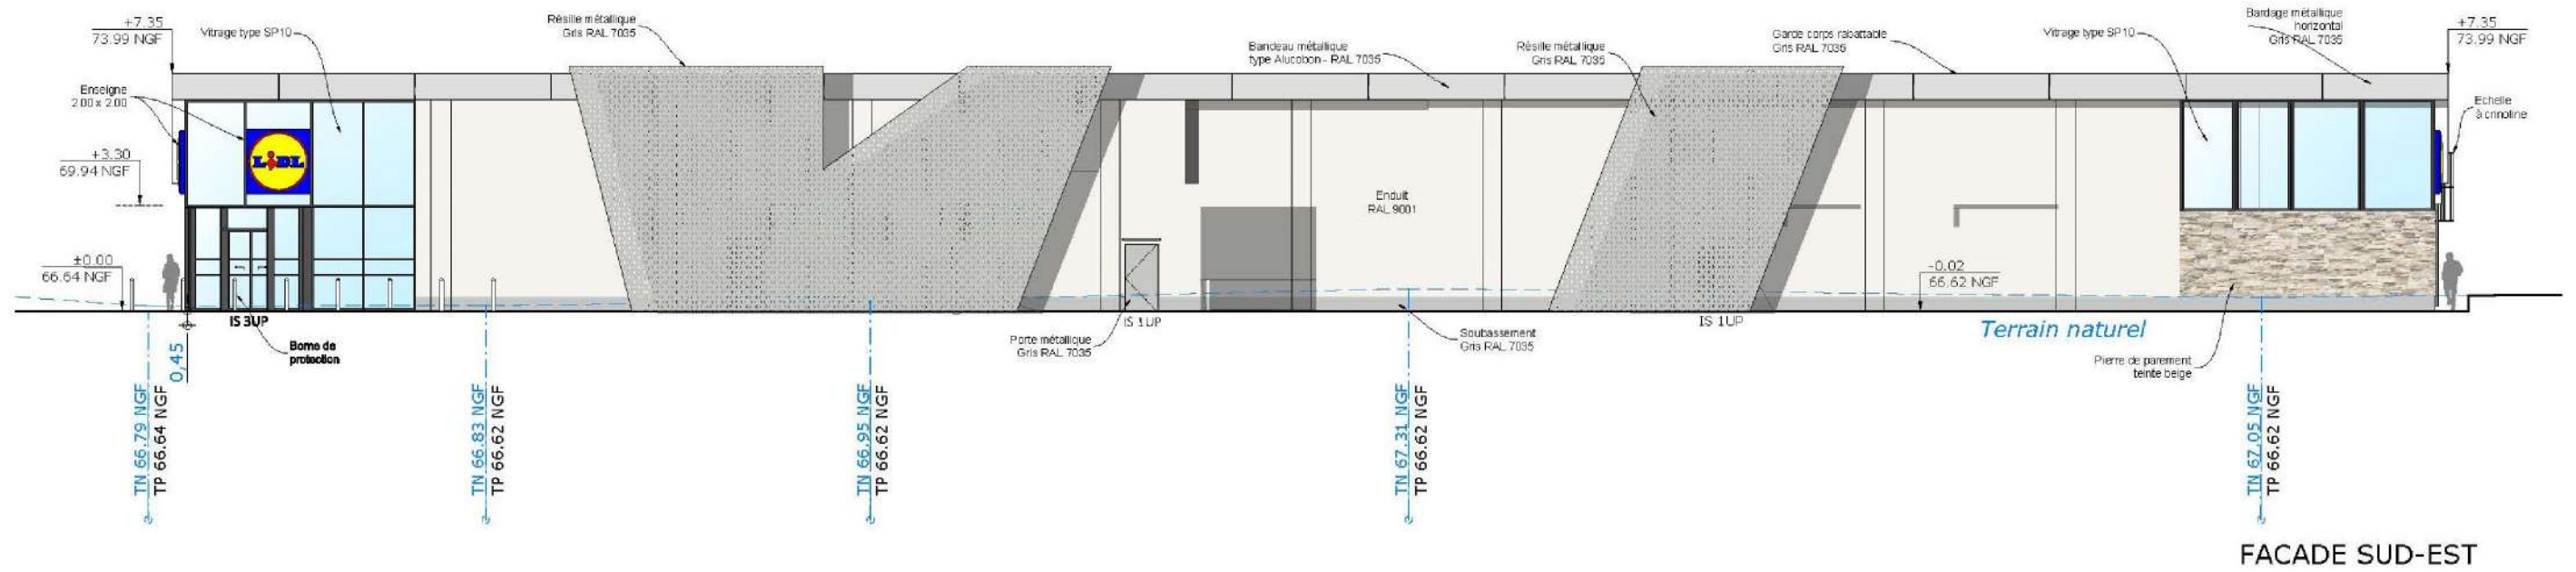 +7.35
73.99 NGF
Vitrage type SP10
Résille métallique
Gris RAL 7035
Bandeau métallique
type Alucobon - RAL 7035
Résille métallique
Gris RAL 7035
Garde corps rabattable
Gris RAL 7035
Vitrage type SP10
Bardage métallique
horizontal
Gris RAL 7035
+7.35
73.99 NGF
Enseigne
2.00 x 2.00
Echelle
à crinoline
LIDL
+3.30
69.94 NGF
Enduit
RAL 9001
±0.00
66.64 NGF
-0.02
66.62 NGF
IS 3UP
IS 1UP
IS 1UP
Terrain naturel
Borne de
protection
Porte métallique
Gris RAL 7035
Soubassement
Gris RAL 7035
Pierre de parement
teinte beige
0,45
TN 66.79 NGF
TP 66.64 NGF
TN 66.83 NGF
TP 66.62 NGF
TN 66.95 NGF
TP 66.62 NGF
TN 67.31 NGF
TP 66.62 NGF
TN 67.05 NGF
TP 66.62 NGF
FACADE SUD-EST